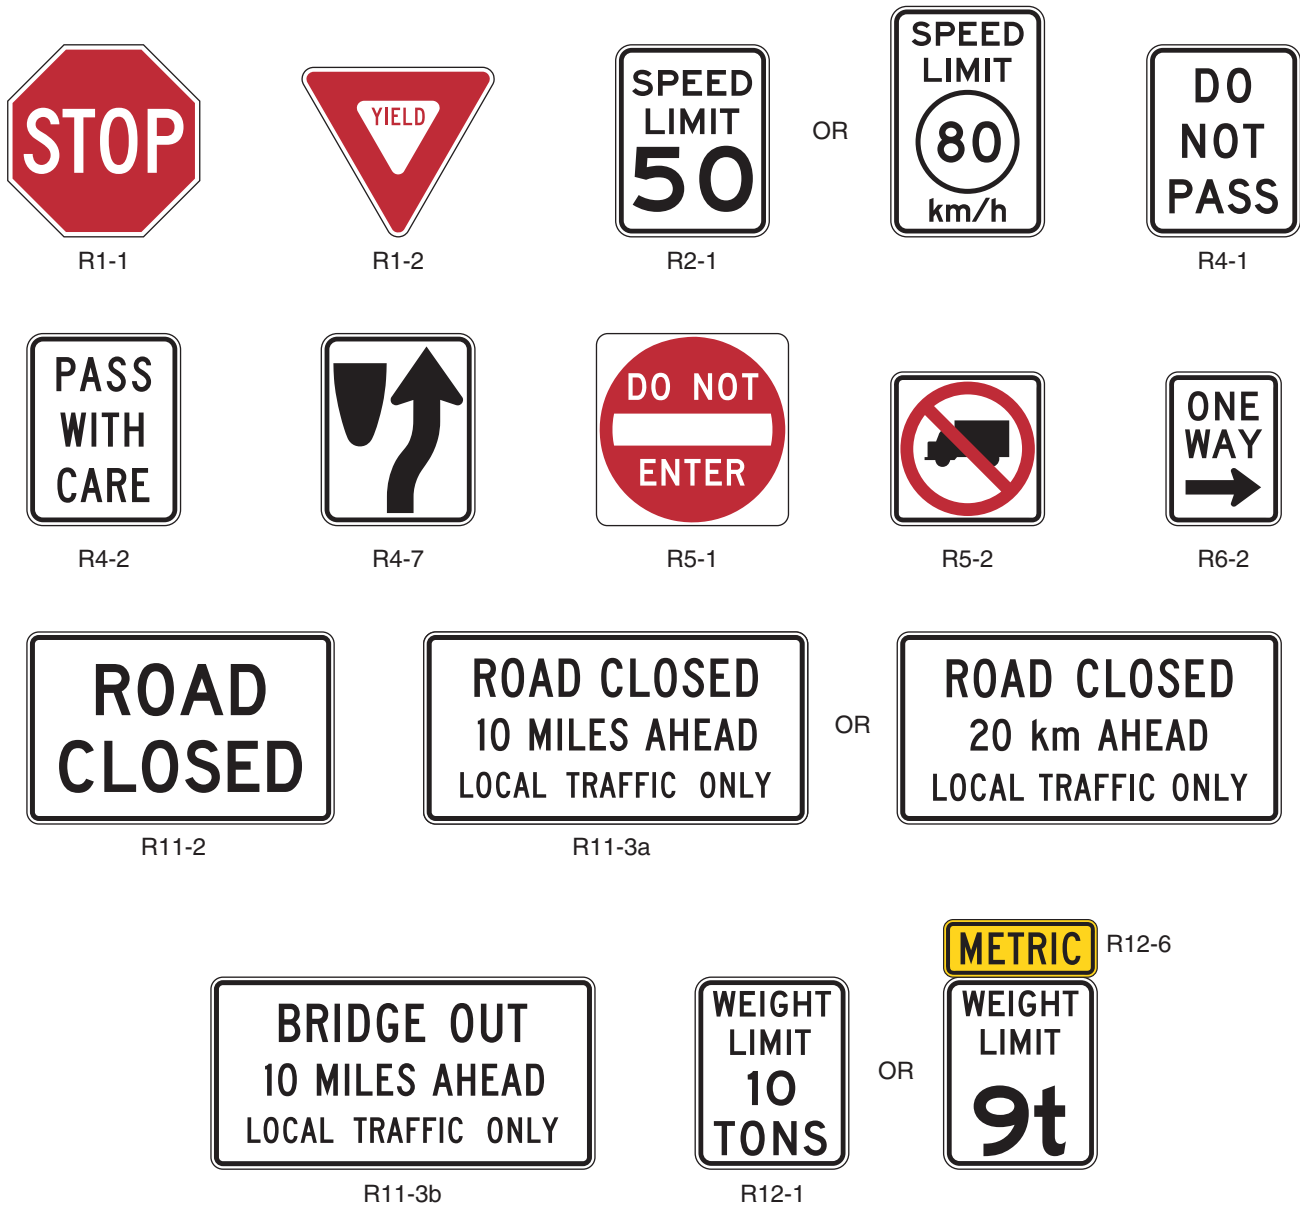 STOP
R1-1
YIELD
R1-2
SPEED
LIMIT
50
R2-1
OR
SPEED
LIMIT
80
km/h
DO
NOT
PASS
R4-1
PASS
WITH
CARE
R4-2
R4-7
DO NOT
ENTER
R5-1
R5-2
ONE
WAY
R6-2
ROAD
CLOSED
R11-2
ROAD CLOSED
10 MILES AHEAD
LOCAL TRAFFIC ONLY
R11-3a
OR
ROAD CLOSED
20 km AHEAD
LOCAL TRAFFIC ONLY
BRIDGE OUT
10 MILES AHEAD
LOCAL TRAFFIC ONLY
R11-3b
WEIGHT
LIMIT
10
TONS
R12-1
OR
METRIC
R12-6
WEIGHT
LIMIT
9t